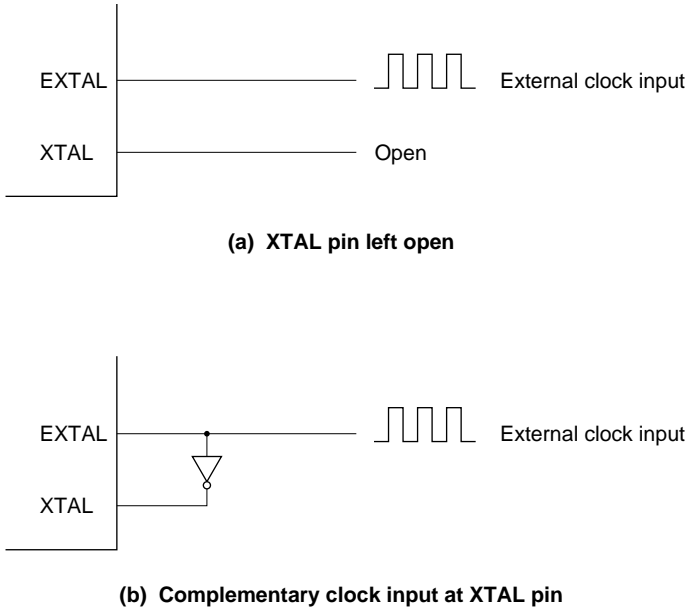 EXTAL External clock input
XTAL Open
(a) XTAL pin left open
EXTAL External clock input
XTAL
(b) Complementary clock input at XTAL pin